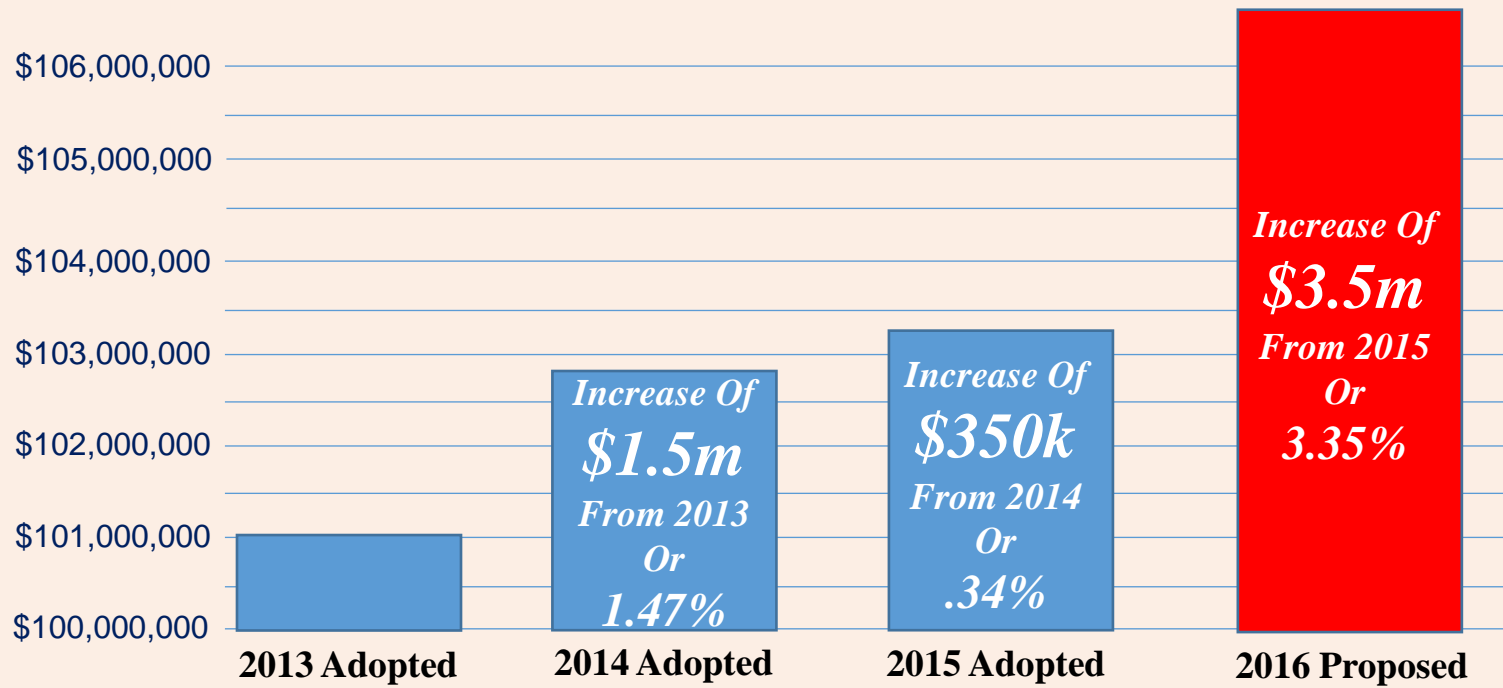 $106,000,000
$105,000,000
$104,000,000
$103,000,000
$102,000,000
$101,000,000
$100,000,000
Increase Of
$1.5m
From 2013
Or
1.47%
Increase Of
$350k
From 2014
Or
.34%
Increase Of
$3.5m
From 2015
Or
3.35%
2013 Adopted
2014 Adopted
2015 Adopted
2016 Proposed